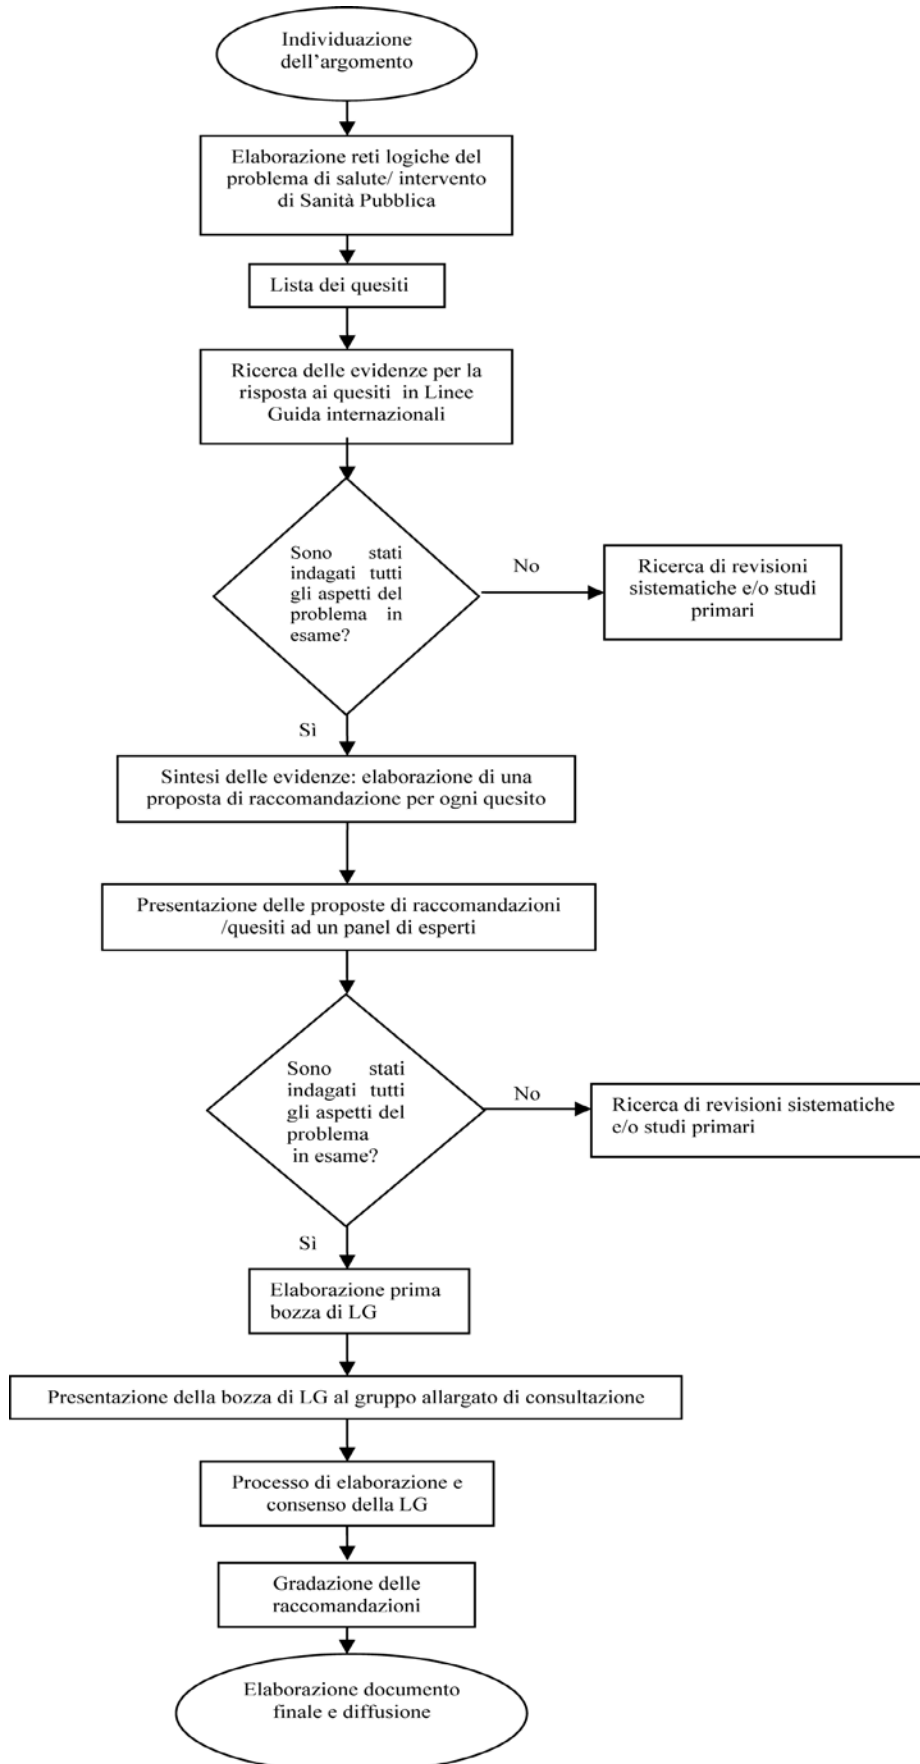 Individuazione
dell’argomento
Elaborazione reti logiche del
problema di salute/ intervento
di Sanità Pubblica
Lista dei quesiti
Ricerca delle evidenze per la
risposta ai quesiti in Linee
Guida internazionali
Sono stati
indagati tutti
gli aspetti del
problema in
esame?
No
Ricerca di revisioni
sistematiche e/o studi
primari
Sì
Sintesi delle evidenze: elaborazione di una
proposta di raccomandazione per ogni quesito
Presentazione delle proposte di raccomandazioni
/quesiti ad un panel di esperti
Sono stati
indagati tutti
gli aspetti del
problema
in esame?
No
Ricerca di revisioni sistematiche
e/o studi primari
Sì
Elaborazione prima
bozza di LG
Presentazione della bozza di LG al gruppo allargato di consultazione
Processo di elaborazione e
consenso della LG
Gradazione delle
raccomandazioni
Elaborazione documento
finale e diffusione